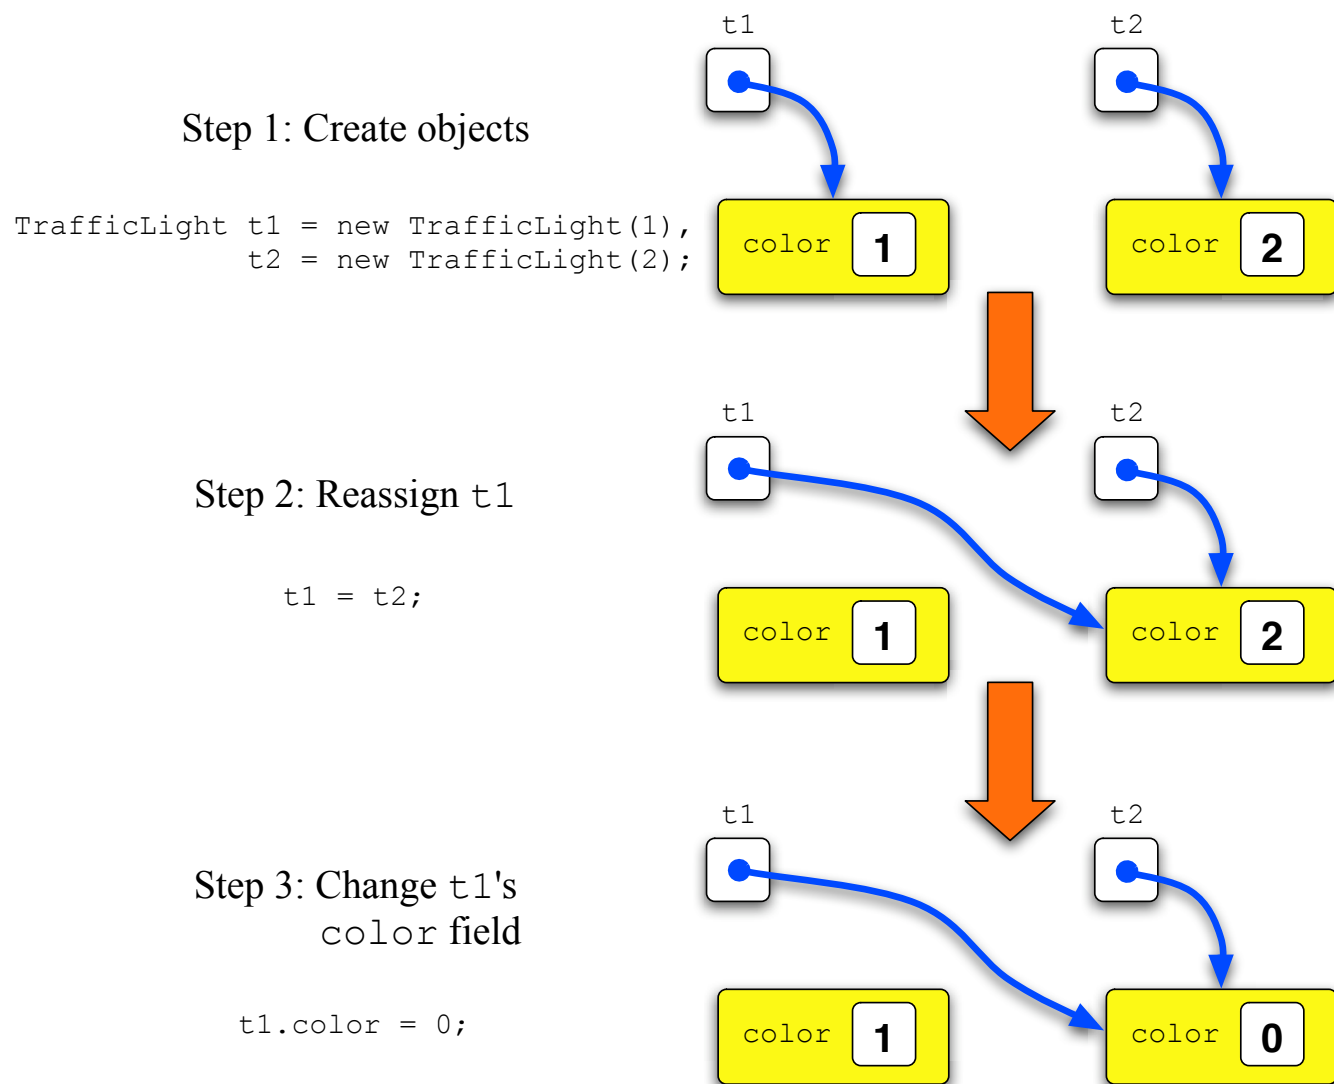 t1 t2
Step 1: Create objects
TrafficLight t1 = new TrafficLight(1),
t2 = new TrafficLight(2);
color 1 color 2
t1 t2
Step 2: Reassign t1
t1 = t2;
color 1 color 2
t1 t2
Step 3: Change t1's
color field
t1.color = 0;
color 1 color 0